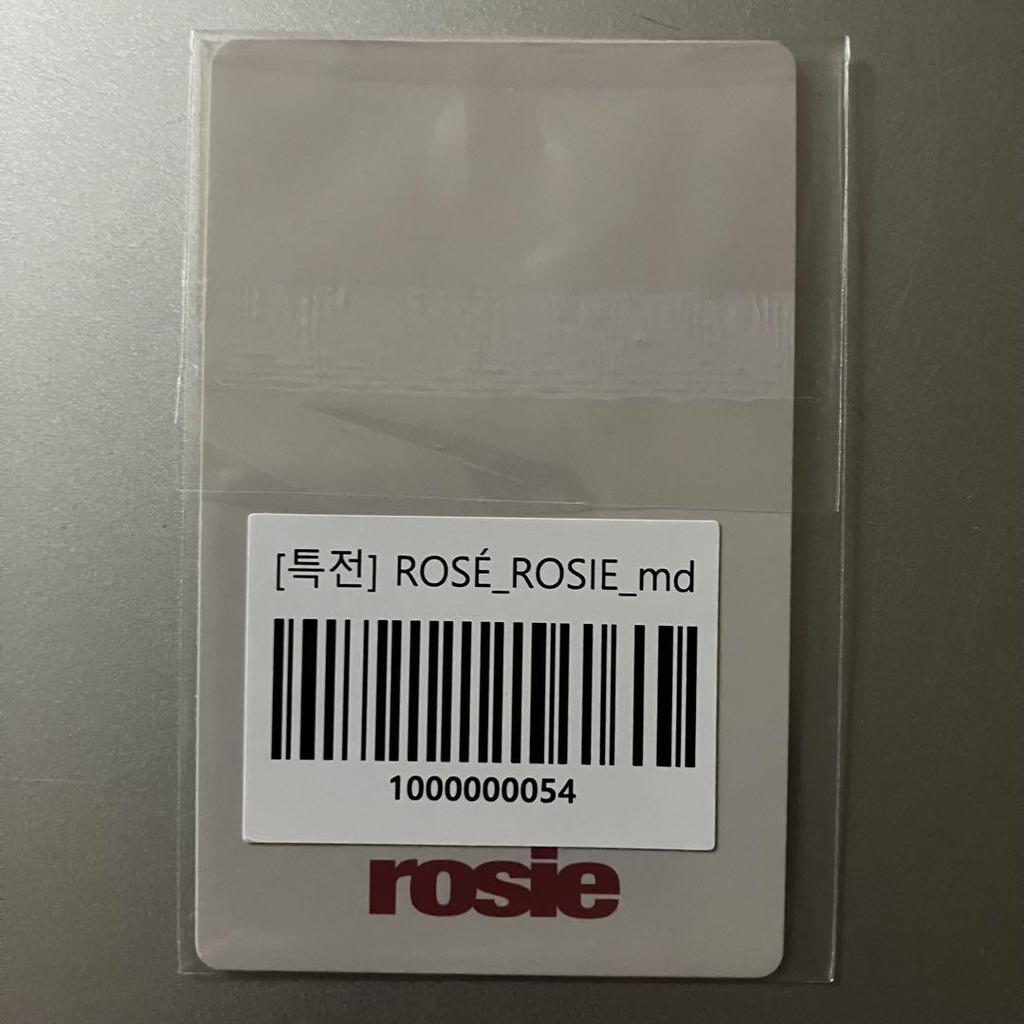 [특전] ROSÉ_ROSIE_md
1000000054
rosie